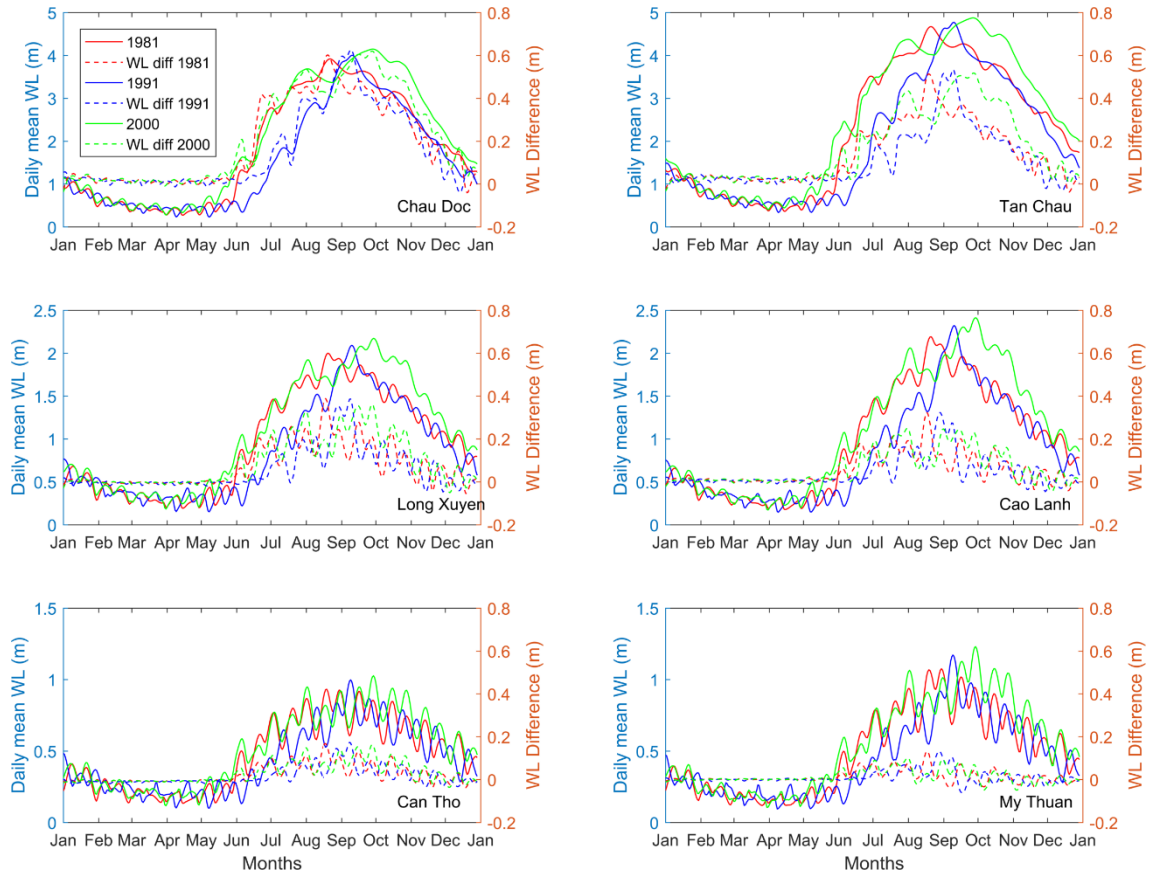 5
4
3
2
1
0
Daily mean WL (m)
1981
WL diff 1981
1991
WL diff 1991
2000
WL diff 2000
0.8
0.6
0.4
0.2
0
-0.2
WL Difference (m)
Chau Doc
Jan Feb Mar Apr May Jun Jul Aug Sep Oct Nov Dec Jan
5
4
3
2
1
0
Daily mean WL (m)
0.8
0.6
0.4
0.2
0
-0.2
WL Difference (m)
Tan Chau
Jan Feb Mar Apr May Jun Jul Aug Sep Oct Nov Dec Jan
2.5
2
1.5
1
0.5
0
Daily mean WL (m)
0.8
0.6
0.4
0.2
0
-0.2
WL Difference (m)
Long Xuyen
Jan Feb Mar Apr May Jun Jul Aug Sep Oct Nov Dec Jan
2.5
2
1.5
1
0.5
0
Daily mean WL (m)
0.8
0.6
0.4
0.2
0
-0.2
WL Difference (m)
Cao Lanh
Jan Feb Mar Apr May Jun Jul Aug Sep Oct Nov Dec Jan
1.5
1
0.5
0
Daily mean WL (m)
0.8
0.6
0.4
0.2
0
-0.2
WL Difference (m)
Can Tho
Jan Feb Mar Apr May Jun Jul Aug Sep Oct Nov Dec Jan
Months
1.5
1
0.5
0
Daily mean WL (m)
0.8
0.6
0.4
0.2
0
-0.2
WL Difference (m)
My Thuan
Jan Feb Mar Apr May Jun Jul Aug Sep Oct Nov Dec Jan
Months